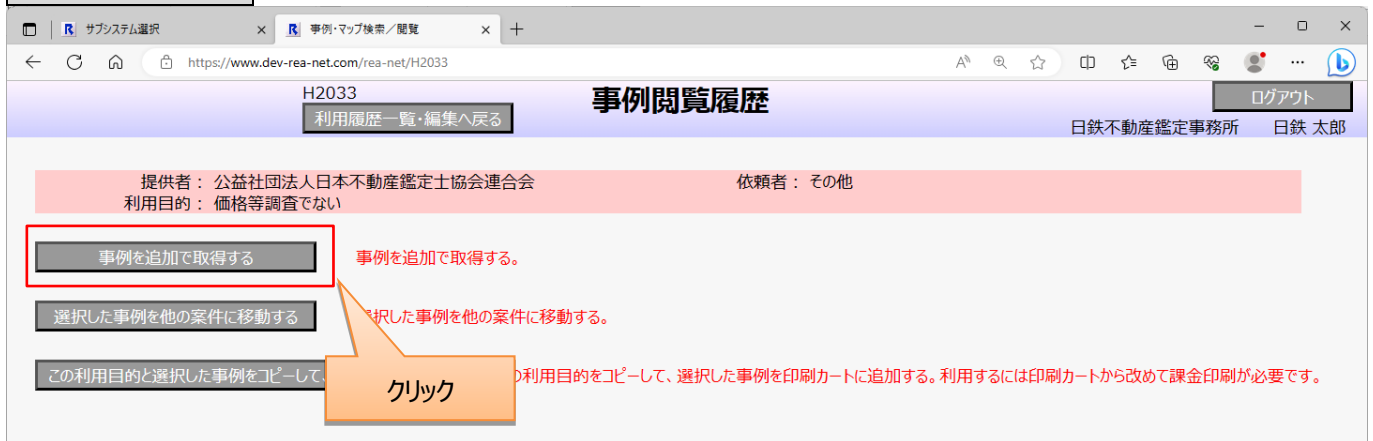 サブシステム選択
事例・マップ検索／閲覧
https://www.dev-rea-net.com/rea-net/H2033
H2033
利用履歴一覧・編集へ戻る
事例閲覧履歴
ログアウト
日鉄不動産鑑定事務所 日鉄 太郎
提供者： 公益社団法人日本不動産鑑定士協会連合会 依頼者： その他
利用目的： 価格等調査でない
事例を追加で取得する 事例を追加で取得する。
選択した事例を他の案件に移動する 択した事例を他の案件に移動する。
この利用目的と選択した事例をコピーして、 の利用目的をコピーして、選択した事例を印刷カートに追加する。利用するには印刷カートから改めて課金印刷が必要です。
クリック